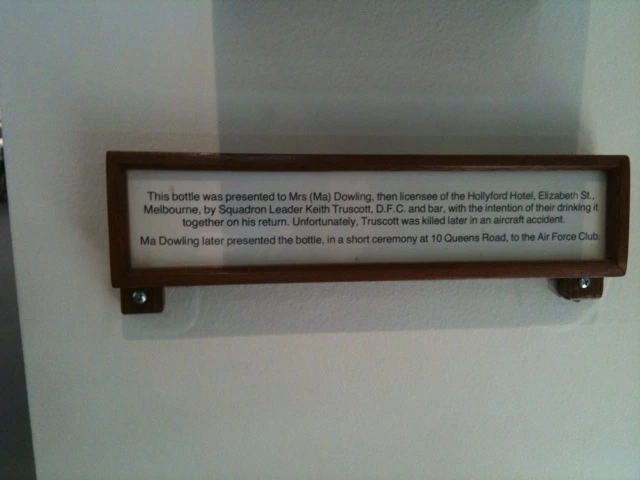 This bottle was presented to Mrs (Ma) Dowling, then licensee of the Hollyford Hotel, Elizabeth St.,
Melbourne, by Squadron Leader Keith Truscott, D.F.C. and bar, with the intention of their drinking it
together on his return. Unfortunately, Truscott was killed later in an aircraft accident.
Ma Dowling later presented the bottle, in a short ceremony at 10 Queens Road, to the Air Force Club.